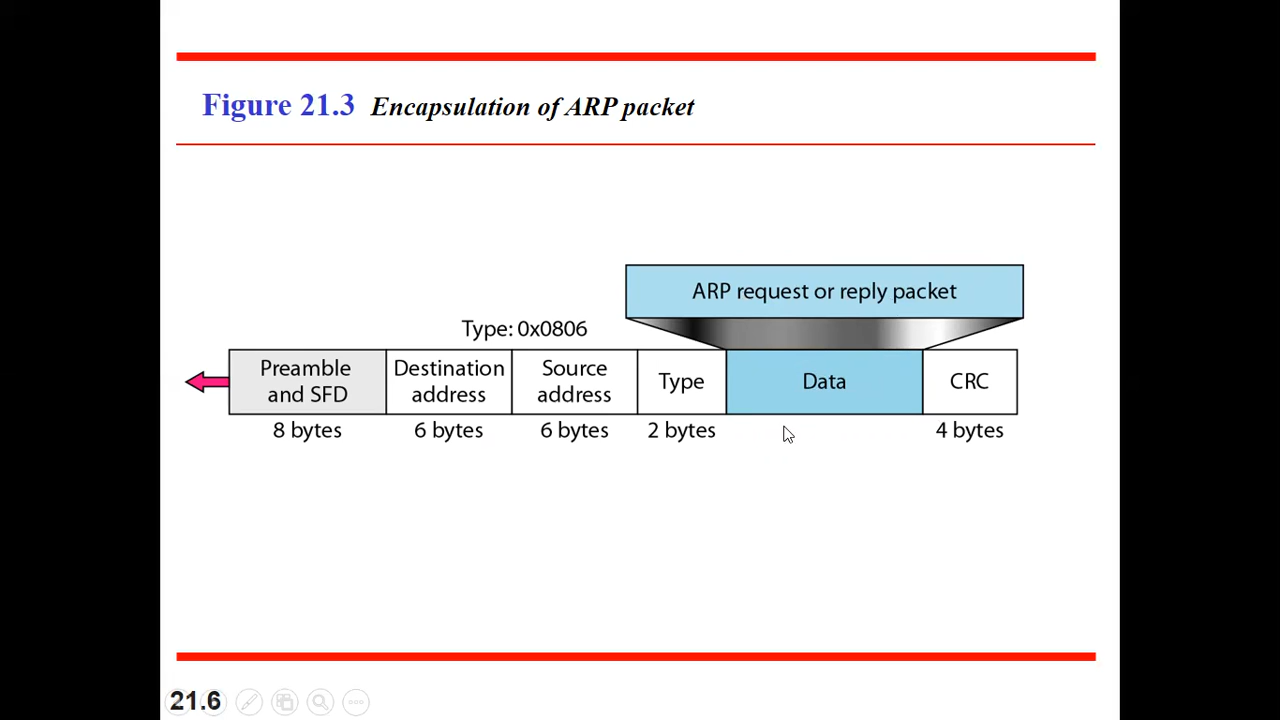 Figure 21.3 Encapsulation of ARP packet
ARP request or reply packet
Type: 0x0806
Preamble and SFD
Destination address
Source address
Type
Data
CRC
8 bytes
6 bytes
6 bytes
2 bytes
4 bytes
21.6